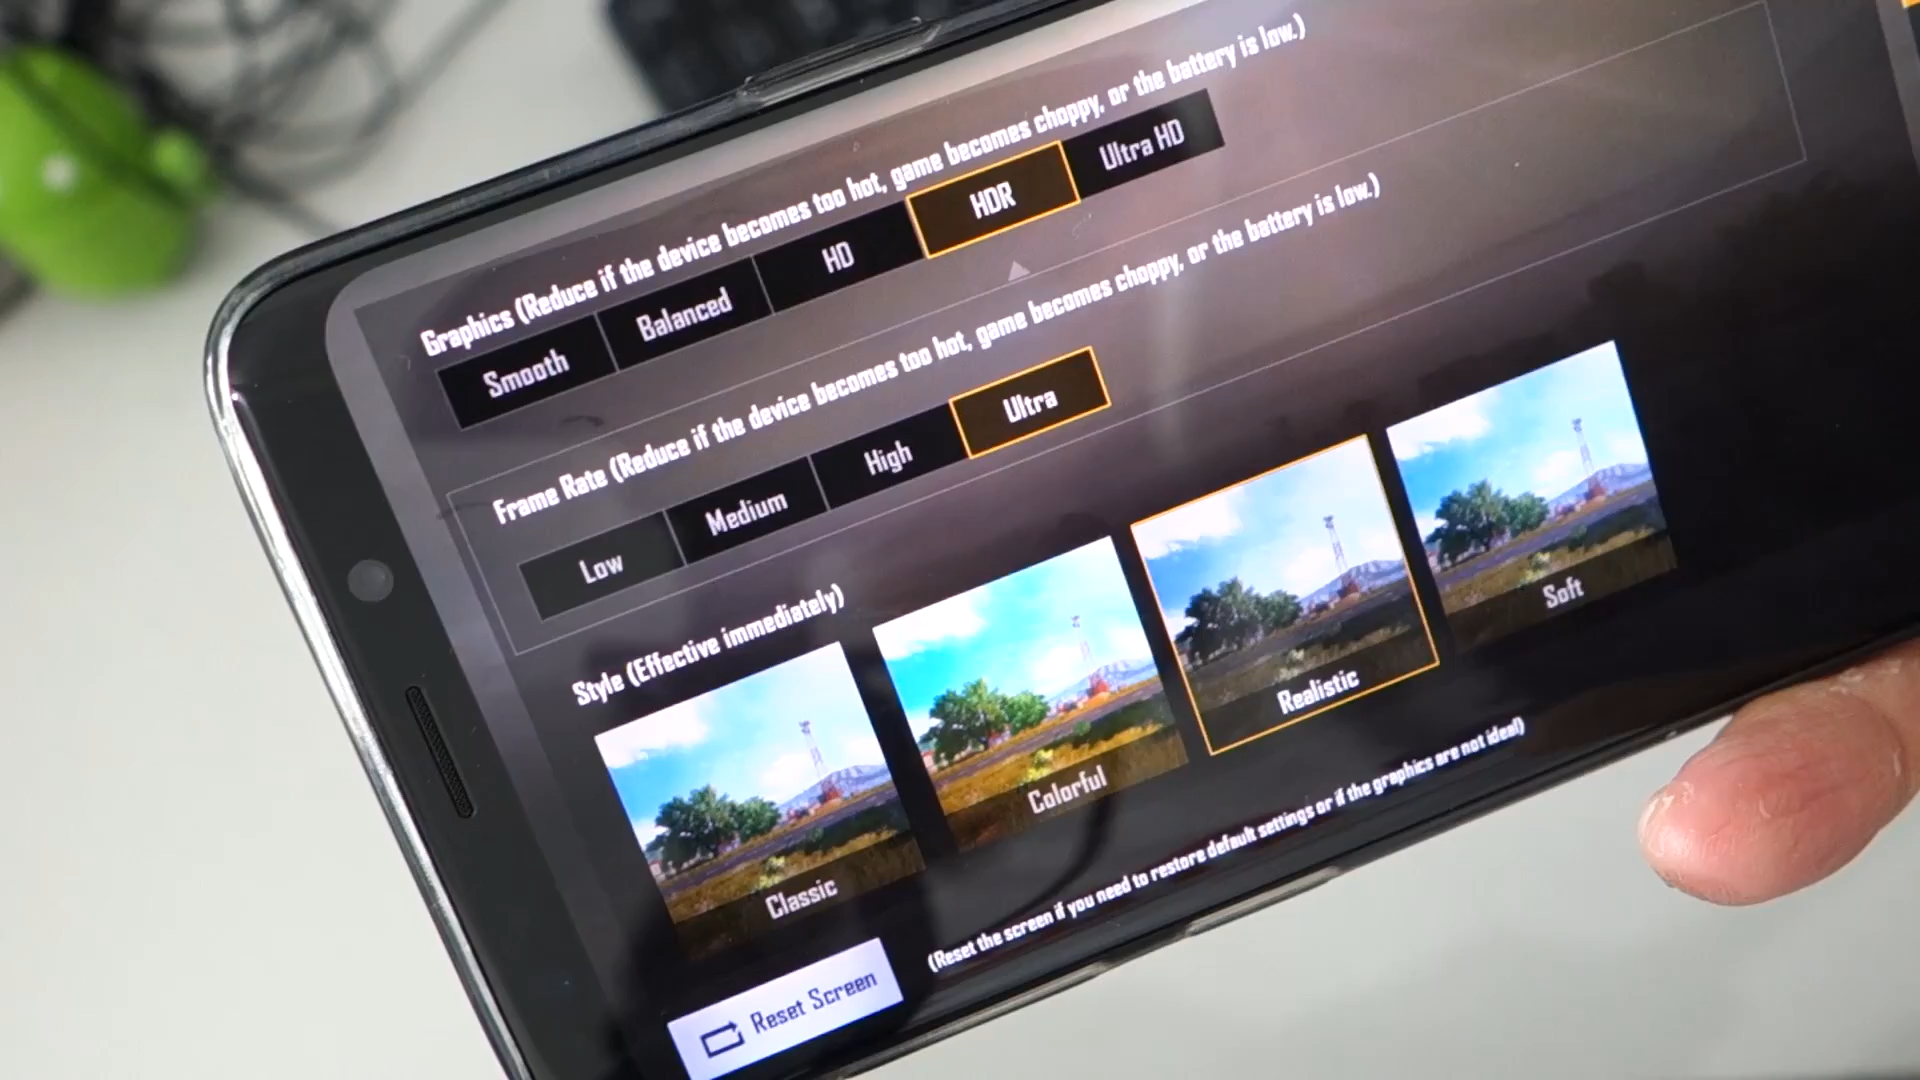 Graphics (Reduce if the device becomes too hot, game becomes choppy, or the battery is low.)
Smooth Balanced HD HDR Ultra HD
Frame Rate (Reduce if the device becomes too hot, game becomes choppy, or the battery is low.)
Low Medium High Ultra
Style (Effective immediately)
Classic Colorful Realistic Soft
Reset Screen (Reset the screen if you need to restore default settings or if the graphics are not ideal)